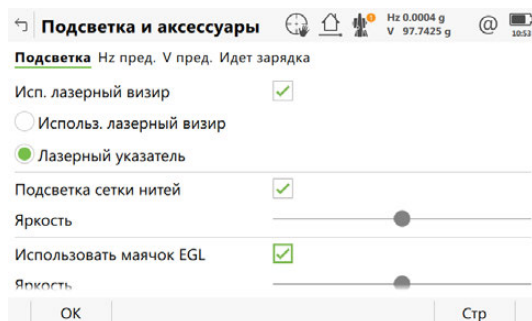 Подсветка и аксессуары
Hz 0.0004 g
V 97.7425 g
@
10:53
Подсветка Hz пред. V пред. Идет зарядка
Исп. лазерный визир
Использ. лазерный визир
Лазерный указатель
Подсветка сетки нитей
Яркость
Использовать маячок EGL
Яркость
OK
Стр